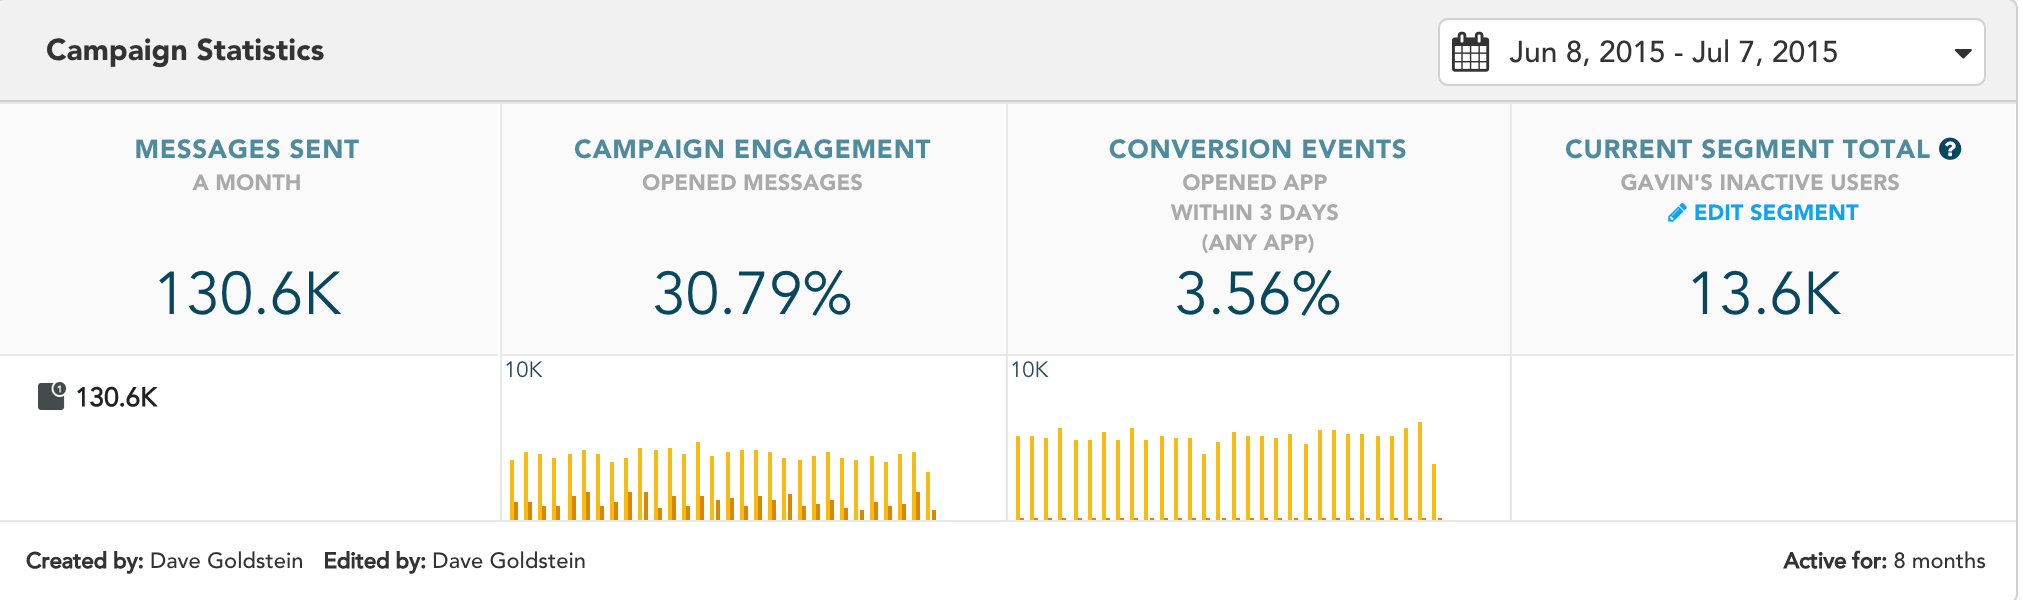 Campaign Statistics
Jun 8, 2015 - Jul 7, 2015
MESSAGES SENT
A MONTH
130.6K
CAMPAIGN ENGAGEMENT
OPENED MESSAGES
30.79%
CONVERSION EVENTS
OPENED APP
WITHIN 3 DAYS
(ANY APP)
3.56%
CURRENT SEGMENT TOTAL ?
GAVIN'S INACTIVE USERS
EDIT SEGMENT
13.6K
1 130.6K
10K
10K
Created by: Dave Goldstein Edited by: Dave Goldstein
Active for: 8 months